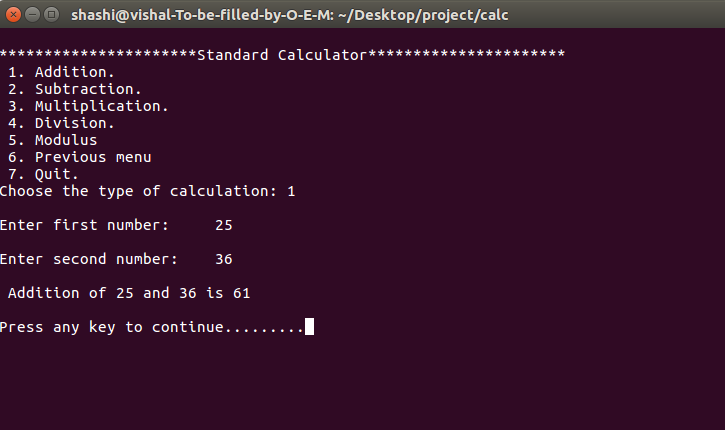 shashi@vishal-To-be-filled-by-O-E-M: ~/Desktop/project/calc
**********************Standard Calculator**********************
1. Addition.
2. Subtraction.
3. Multiplication.
4. Division.
5. Modulus
6. Previous menu
7. Quit.
Choose the type of calculation: 1
Enter first number:     25
Enter second number:    36
Addition of 25 and 36 is 61
Press any key to continue.........